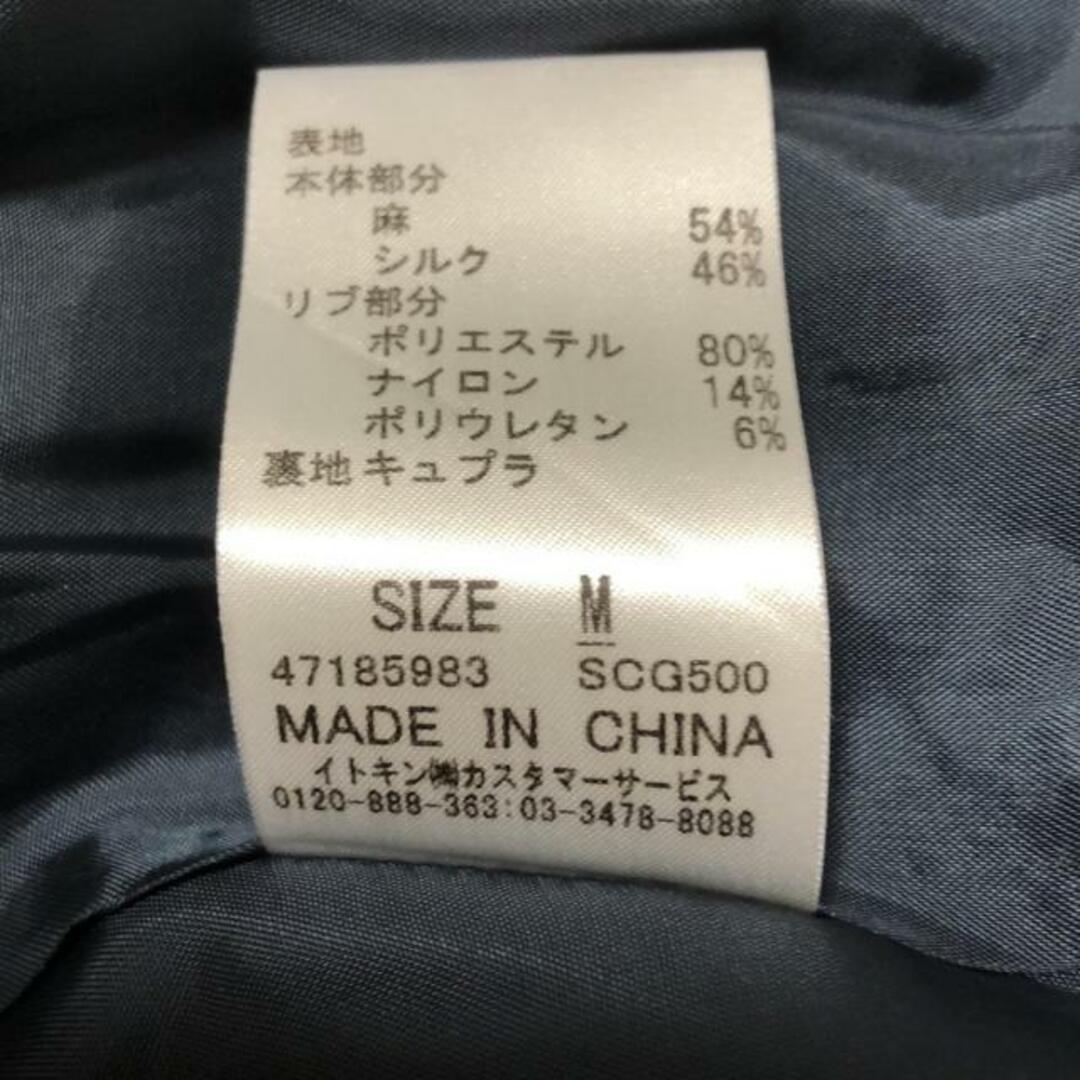 表地
本体部分
麻 54%
シルク 46%
リブ部分
ポリエステル 80%
ナイロン 14%
ポリウレタン 6%
裏地キュプラ
SIZE M
47185983 SCG500
MADE IN CHINA
イトキン㈱カスタマーサービス
0120-888-363:03-3478-8088